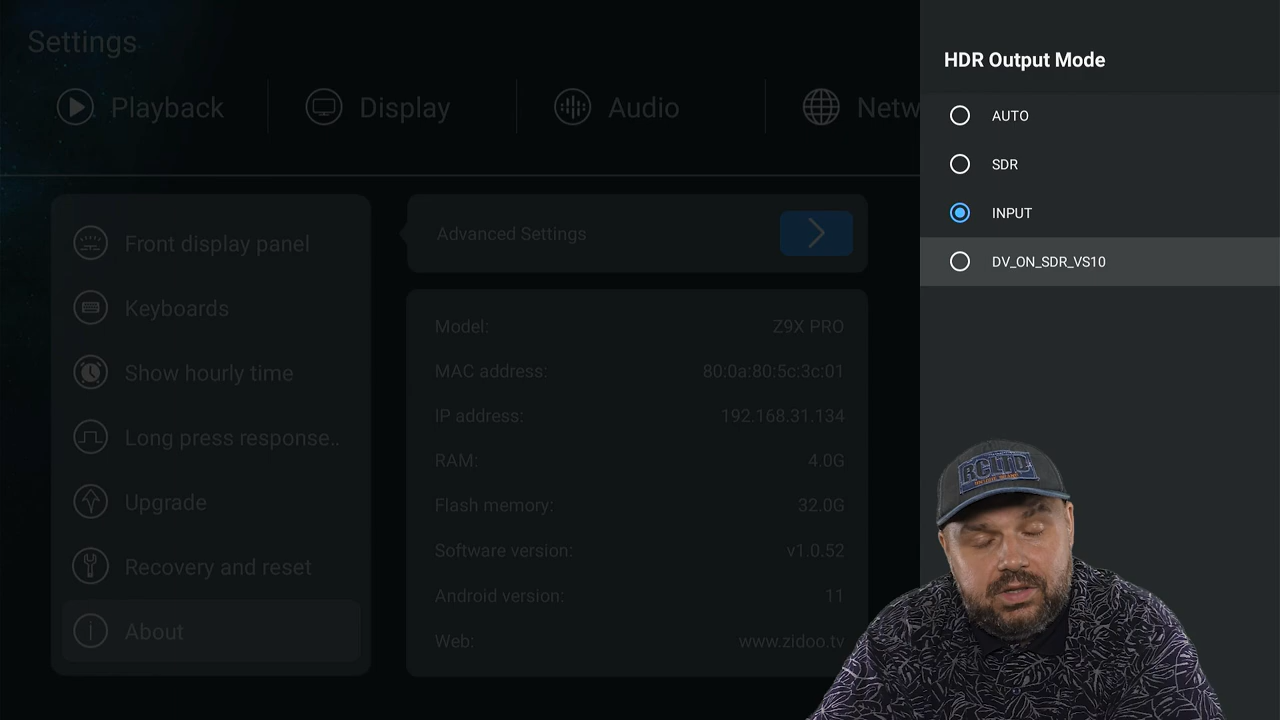 Settings
Playback
Display
Audio
Netw
Front display panel
Keyboards
Show hourly time
Long press response..
Upgrade
Recovery and reset
About
Advanced Settings
Model: Z9X PRO
MAC address: 80:0a:80:5c:3c:01
IP address: 192.168.31.134
RAM: 4.0G
Flash memory: 32.0G
Software version: v1.0.52
Android version: 11
Web: www.zidoo.tv
HDR Output Mode
AUTO
SDR
INPUT
DV_ON_SDR_VS10
RCLTD